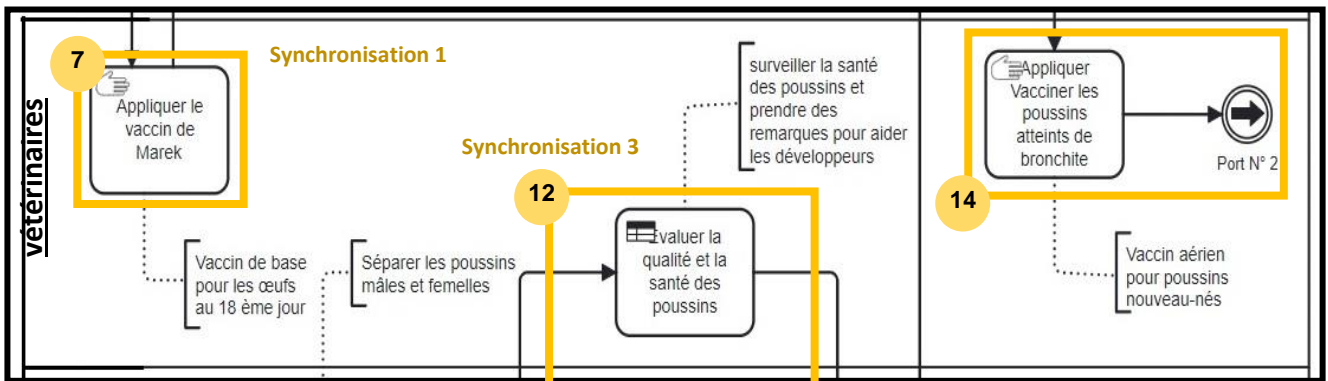 vétérinaires
7
Synchronisation 1
Appliquer le
vaccin de
Marek
Vaccin de base
pour les œufs
au 18 ème jour
Séparer les poussins
mâles et femelles
Synchronisation 3
12
Évaluer la
qualité et la
santé des
poussins
surveiller la santé
des poussins et
prendre des
remarques pour aider
les développeurs
14
Appliquer
Vacciner les
poussins
atteints de
bronchite
Port N° 2
Vaccin aérien
pour poussins
nouveau-nés